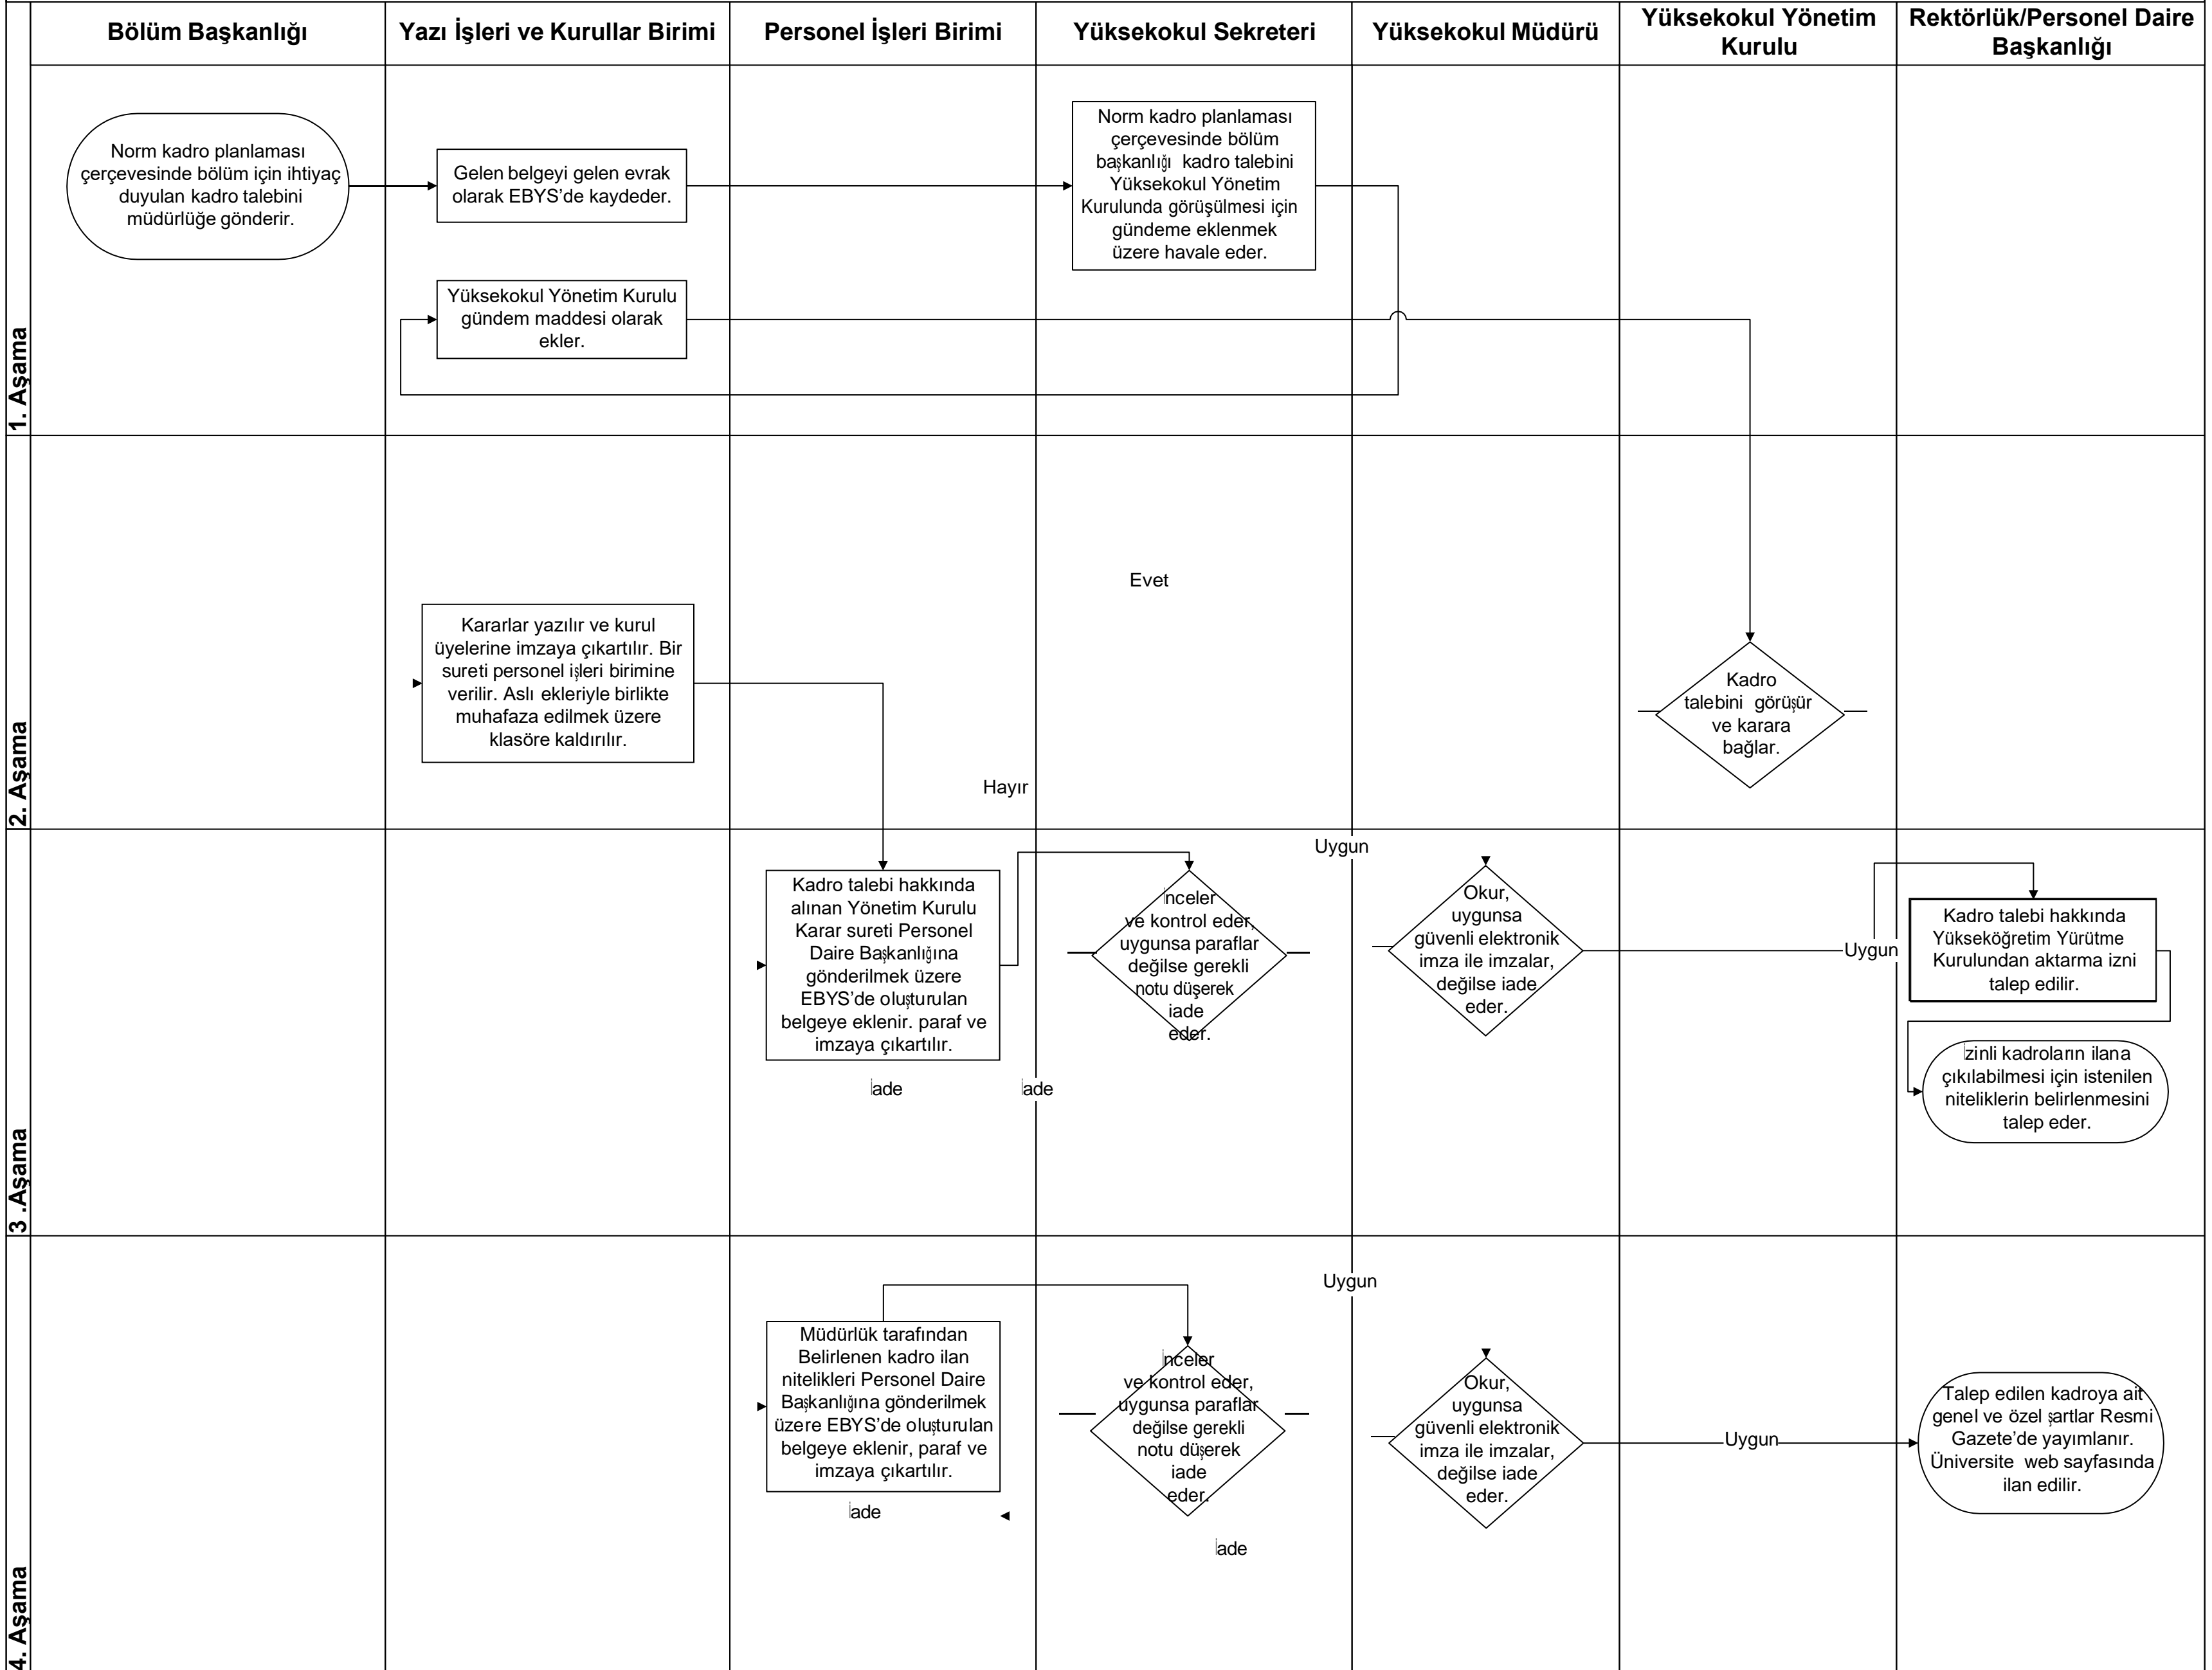 Bölüm Başkanlığı
Yazı İşleri ve Kurullar Birimi
Personel İşleri Birimi
Yüksekokul Sekreteri
Yüksekokul Müdürü
Yüksekokul Yönetim
Kurulu
Rektörlük/Personel Daire
Başkanlığı
1. Aşama
Norm kadro planlaması
çerçevesinde bölüm için ihtiyaç
duyulan kadro talebini
müdürlüğe gönderir.
Gelen belgeyi gelen evrak
olarak EBYS’de kaydeder.
Norm kadro planlaması
çerçevesinde bölüm
başkanlığı kadro talebini
Yüksekokul Yönetim
Kurulunda görüşülmesi için
gündeme eklenmek
üzere havale eder.
Yüksekokul Yönetim Kurulu
gündem maddesi olarak
ekler.
2. Aşama
Evet
Kararlar yazılır ve kurul
üyelerine imzaya çıkartılır. Bir
sureti personel işleri birimine
verilir. Aslı ekleriyle birlikte
muhafaza edilmek üzere
klasöre kaldırılır.
Kadro
talebini görüşür
ve karara
bağlar.
Hayır
3 .Aşama
Kadro talebi hakkında
alınan Yönetim Kurulu
Karar sureti Personel
Daire Başkanlığına
gönderilmek üzere
EBYS’de oluşturulan
belgeye eklenir. paraf ve
imzaya çıkartılır.
İnceler
ve kontrol eder,
uygunsa paraflar
değilse gerekli
notu düşerek
iade
eder.
Uygun
Okur,
uygunsa
güvenli elektronik
imza ile imzalar,
değilse iade
eder.
Uygun
Kadro talebi hakkında
Yükseköğretim Yürütme
Kurulundan aktarma izni
talep edilir.
İzinli kadroların ilana
çıkılabilmesi için istenilen
niteliklerin belirlenmesini
talep eder.
İade
İade
4. Aşama
Müdürlük tarafından
Belirlenen kadro ilan
nitelikleri Personel Daire
Başkanlığına gönderilmek
üzere EBYS’de oluşturulan
belgeye eklenir, paraf ve
imzaya çıkartılır.
İnceler
ve kontrol eder,
uygunsa paraflar
değilse gerekli
notu düşerek
iade
eder.
Uygun
Okur,
uygunsa
güvenli elektronik
imza ile imzalar,
değilse iade
eder.
Uygun
Talep edilen kadroya ait
genel ve özel şartlar Resmi
Gazete’de yayımlanır.
Üniversite web sayfasında
ilan edilir.
İade
İade